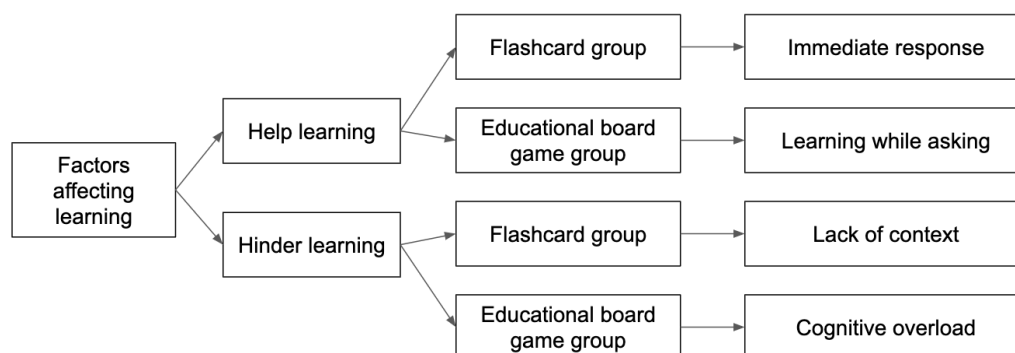 Factors
affecting
learning
Help learning
Flashcard group
Immediate response
Educational board
game group
Learning while asking
Hinder learning
Flashcard group
Lack of context
Educational board
game group
Cognitive overload